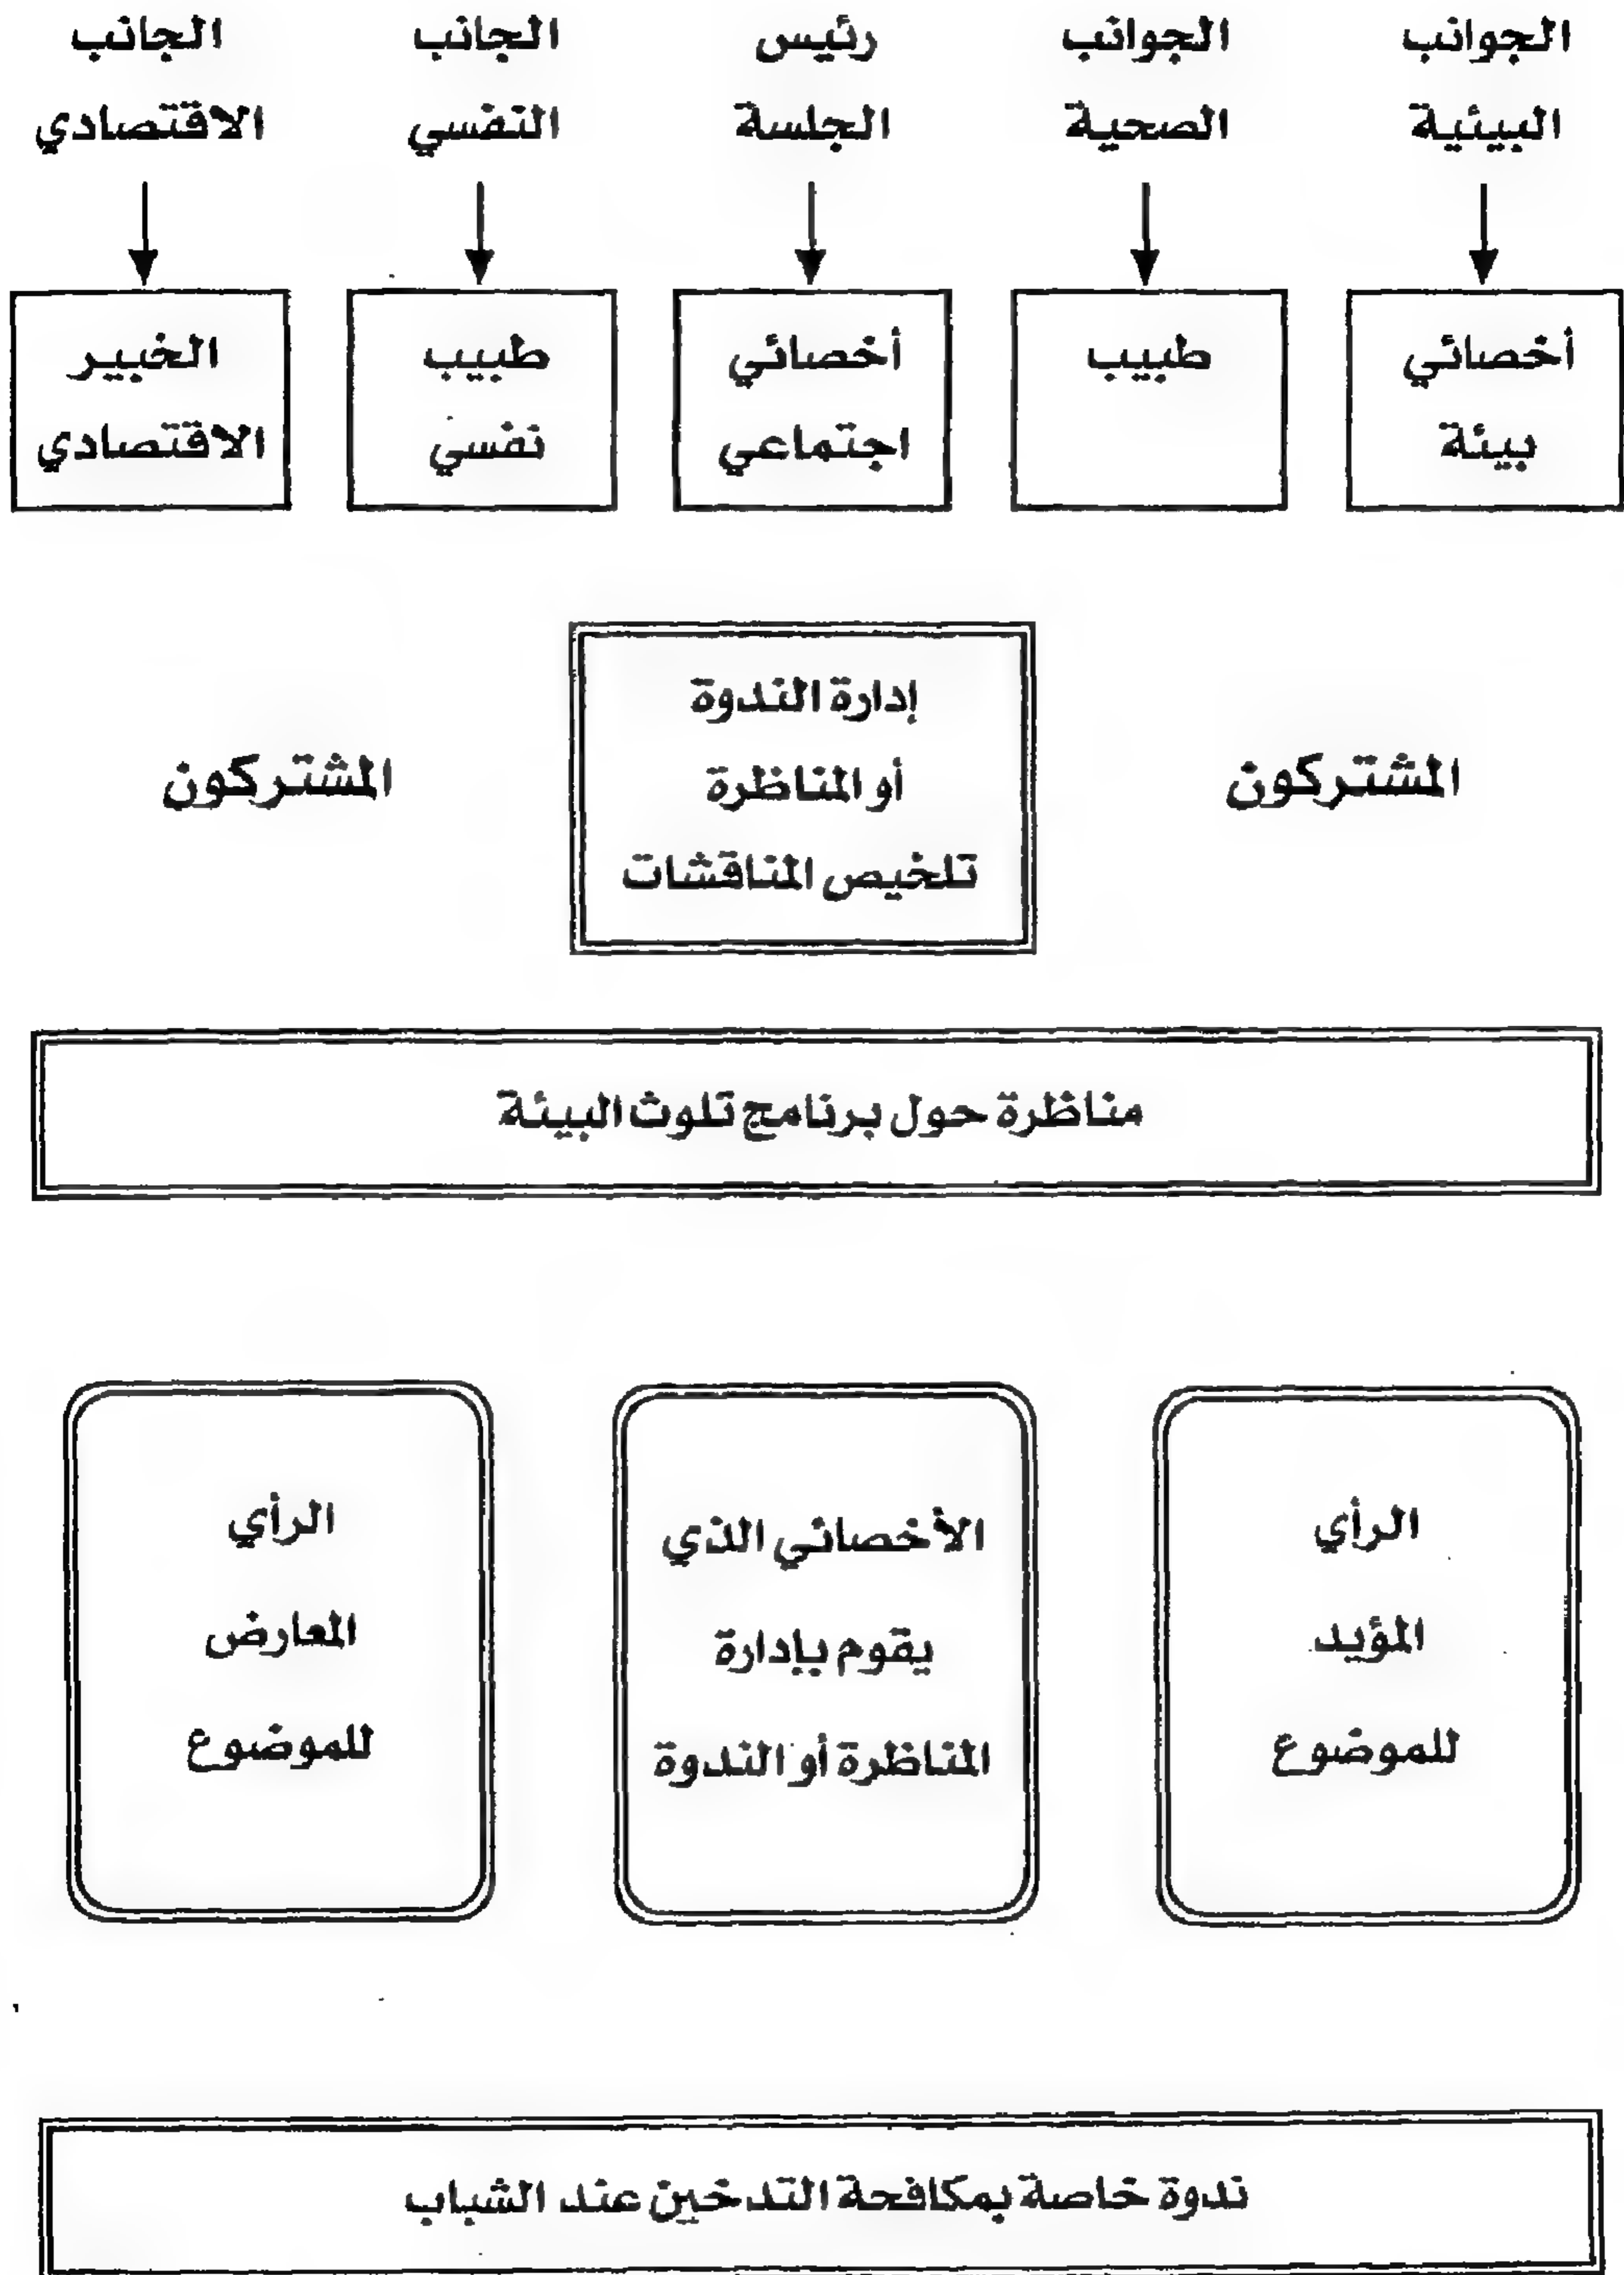 الجوانب البيئية
الجوانب الصحية
رئيس الجلسة
الجانب النفسي
الجانب الاقتصادي
أخصائي بيئة
طبيب
أخصائي اجتماعي
طبيب نفسي
الخبير الاقتصادي
المشتركون
إدارة الندوة
أو المناظرة
تلخيص المناقشات
المشتركون
مناظرة حول برنامج تلوث البيئة
الرأي
المؤيد
للموضوع
الأخصائي الذي
يقوم بإدارة
المناظرة أو الندوة
الرأي
المعارض
للموضوع
ندوة خاصة بمكافحة التدخين عند الشباب